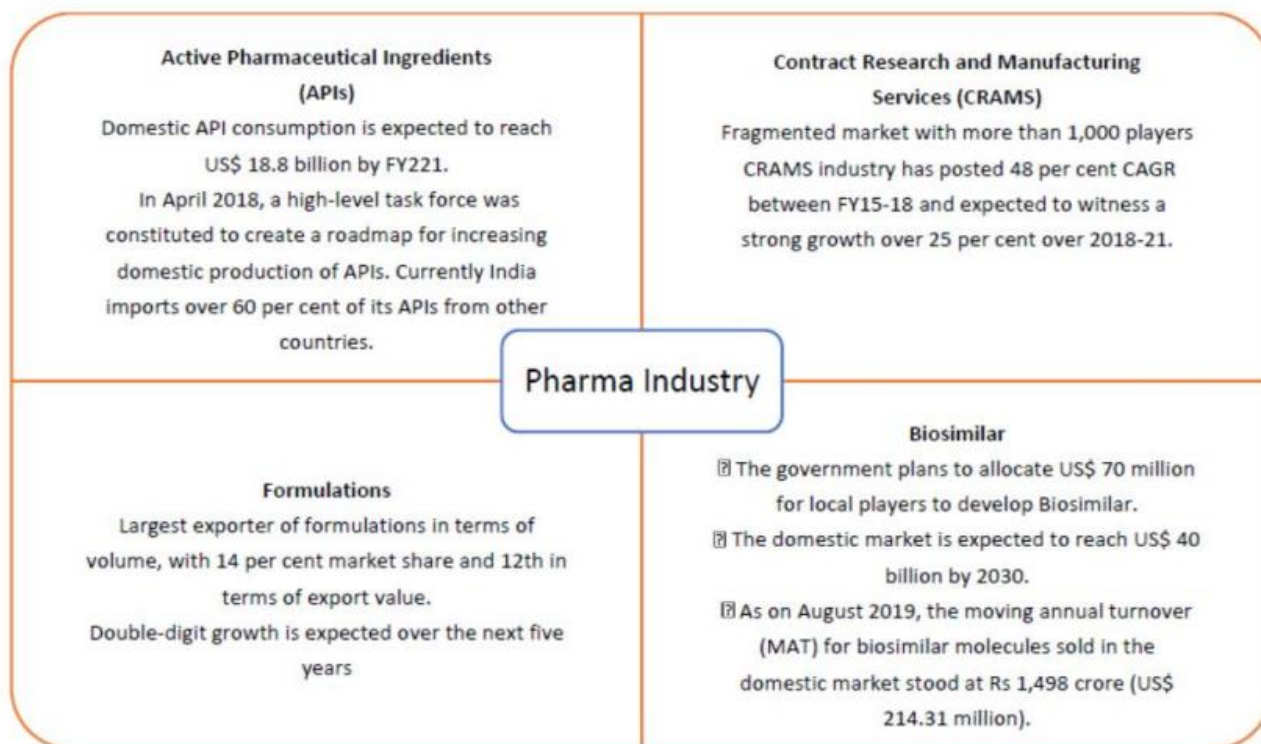 Active Pharmaceutical Ingredients
(APIs)
Domestic API consumption is expected to reach
US$ 18.8 billion by FY221.
In April 2018, a high-level task force was
constituted to create a roadmap for increasing
domestic production of APIs. Currently India
imports over 60 per cent of its APIs from other
countries.
Contract Research and Manufacturing
Services (CRAMS)
Fragmented market with more than 1,000 players
CRAMS industry has posted 48 per cent CAGR
between FY15-18 and expected to witness a
strong growth over 25 per cent over 2018-21.
Pharma Industry
Formulations
Largest exporter of formulations in terms of
volume, with 14 per cent market share and 12th in
terms of export value.
Double-digit growth is expected over the next five
years
Biosimilar
⍰ The government plans to allocate US$ 70 million
for local players to develop Biosimilar.
⍰ The domestic market is expected to reach US$ 40
billion by 2030.
⍰ As on August 2019, the moving annual turnover
(MAT) for biosimilar molecules sold in the
domestic market stood at Rs 1,498 crore (US$
214.31 million).